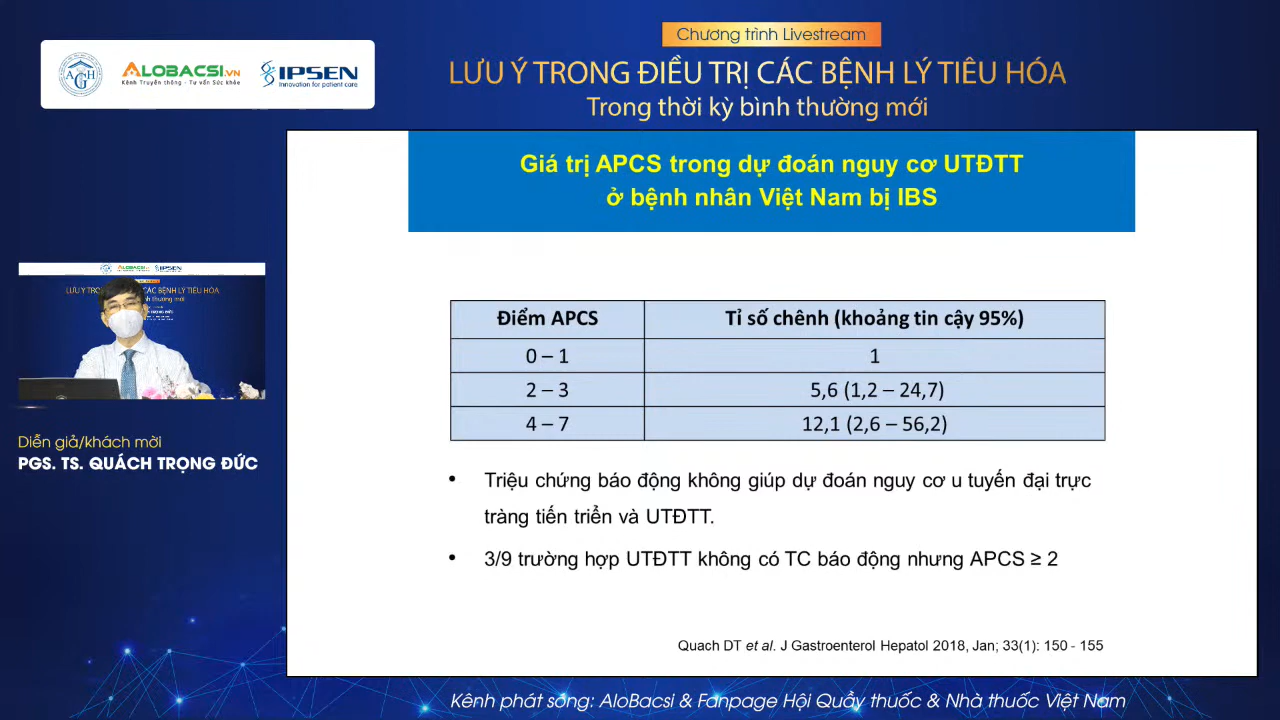 Chương trình Livestream
LƯU Ý TRONG ĐIỀU TRỊ CÁC BỆNH LÝ TIÊU HÓA
Trong thời kỳ bình thường mới
AGH
ALOBACSI.VN
Kênh Truyền thông - Tư vấn Sức khỏe
IPSEN
Innovation for patient care
Giá trị APCS trong dự đoán nguy cơ UTĐTT
ở bệnh nhân Việt Nam bị IBS
Điểm APCS Tỉ số chênh (khoảng tin cậy 95%)
0 – 1 1
2 – 3 5,6 (1,2 – 24,7)
4 – 7 12,1 (2,6 – 56,2)
• Triệu chứng báo động không giúp dự đoán nguy cơ u tuyến đại trực
tràng tiến triển và UTĐTT.
• 3/9 trường hợp UTĐTT không có TC báo động nhưng APCS ≥ 2
Quach DT et al. J Gastroenterol Hepatol 2018, Jan; 33(1): 150 - 155
ALOBACSI.VN
IPSEN
Diễn giả/khách mời
PGS. TS. QUÁCH TRỌNG ĐỨC
Kênh phát sóng: AloBacsi & Fanpage Hội Quầy thuốc & Nhà thuốc Việt Nam